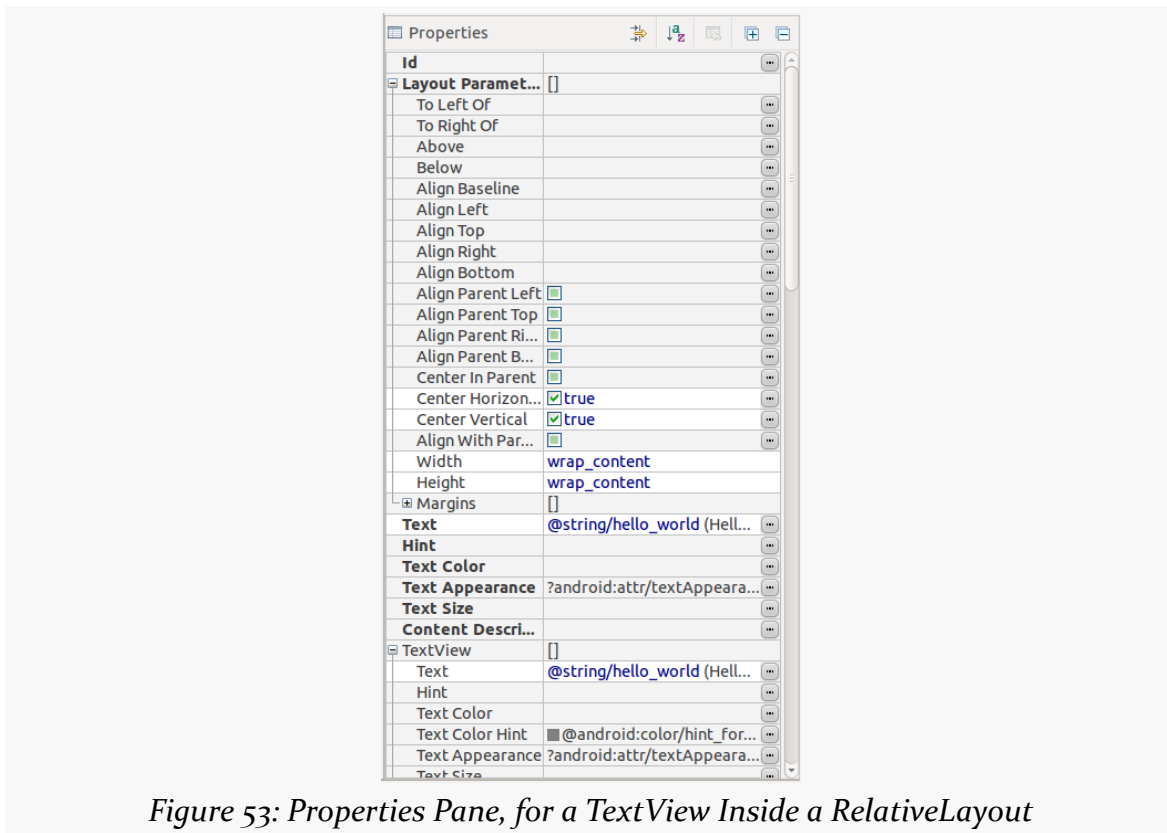 Properties
a
z
Id
Layout Paramet... []
To Left Of
To Right Of
Above
Below
Align Baseline
Align Left
Align Top
Align Right
Align Bottom
Align Parent Left
Align Parent Top
Align Parent Ri...
Align Parent B...
Center In Parent
Center Horizon... true
Center Vertical true
Align With Par...
Width wrap_content
Height wrap_content
Margins []
Text @string/hello_world (Hell...
Hint
Text Color
Text Appearance ?android:attr/textAppeara...
Text Size
Content Descri...
TextView []
Text @string/hello_world (Hell...
Hint
Text Color
Text Color Hint @android:color/hint_for...
Text Appearance ?android:attr/textAppeara...
Text Size
Figure 53: Properties Pane, for a TextView Inside a RelativeLayout